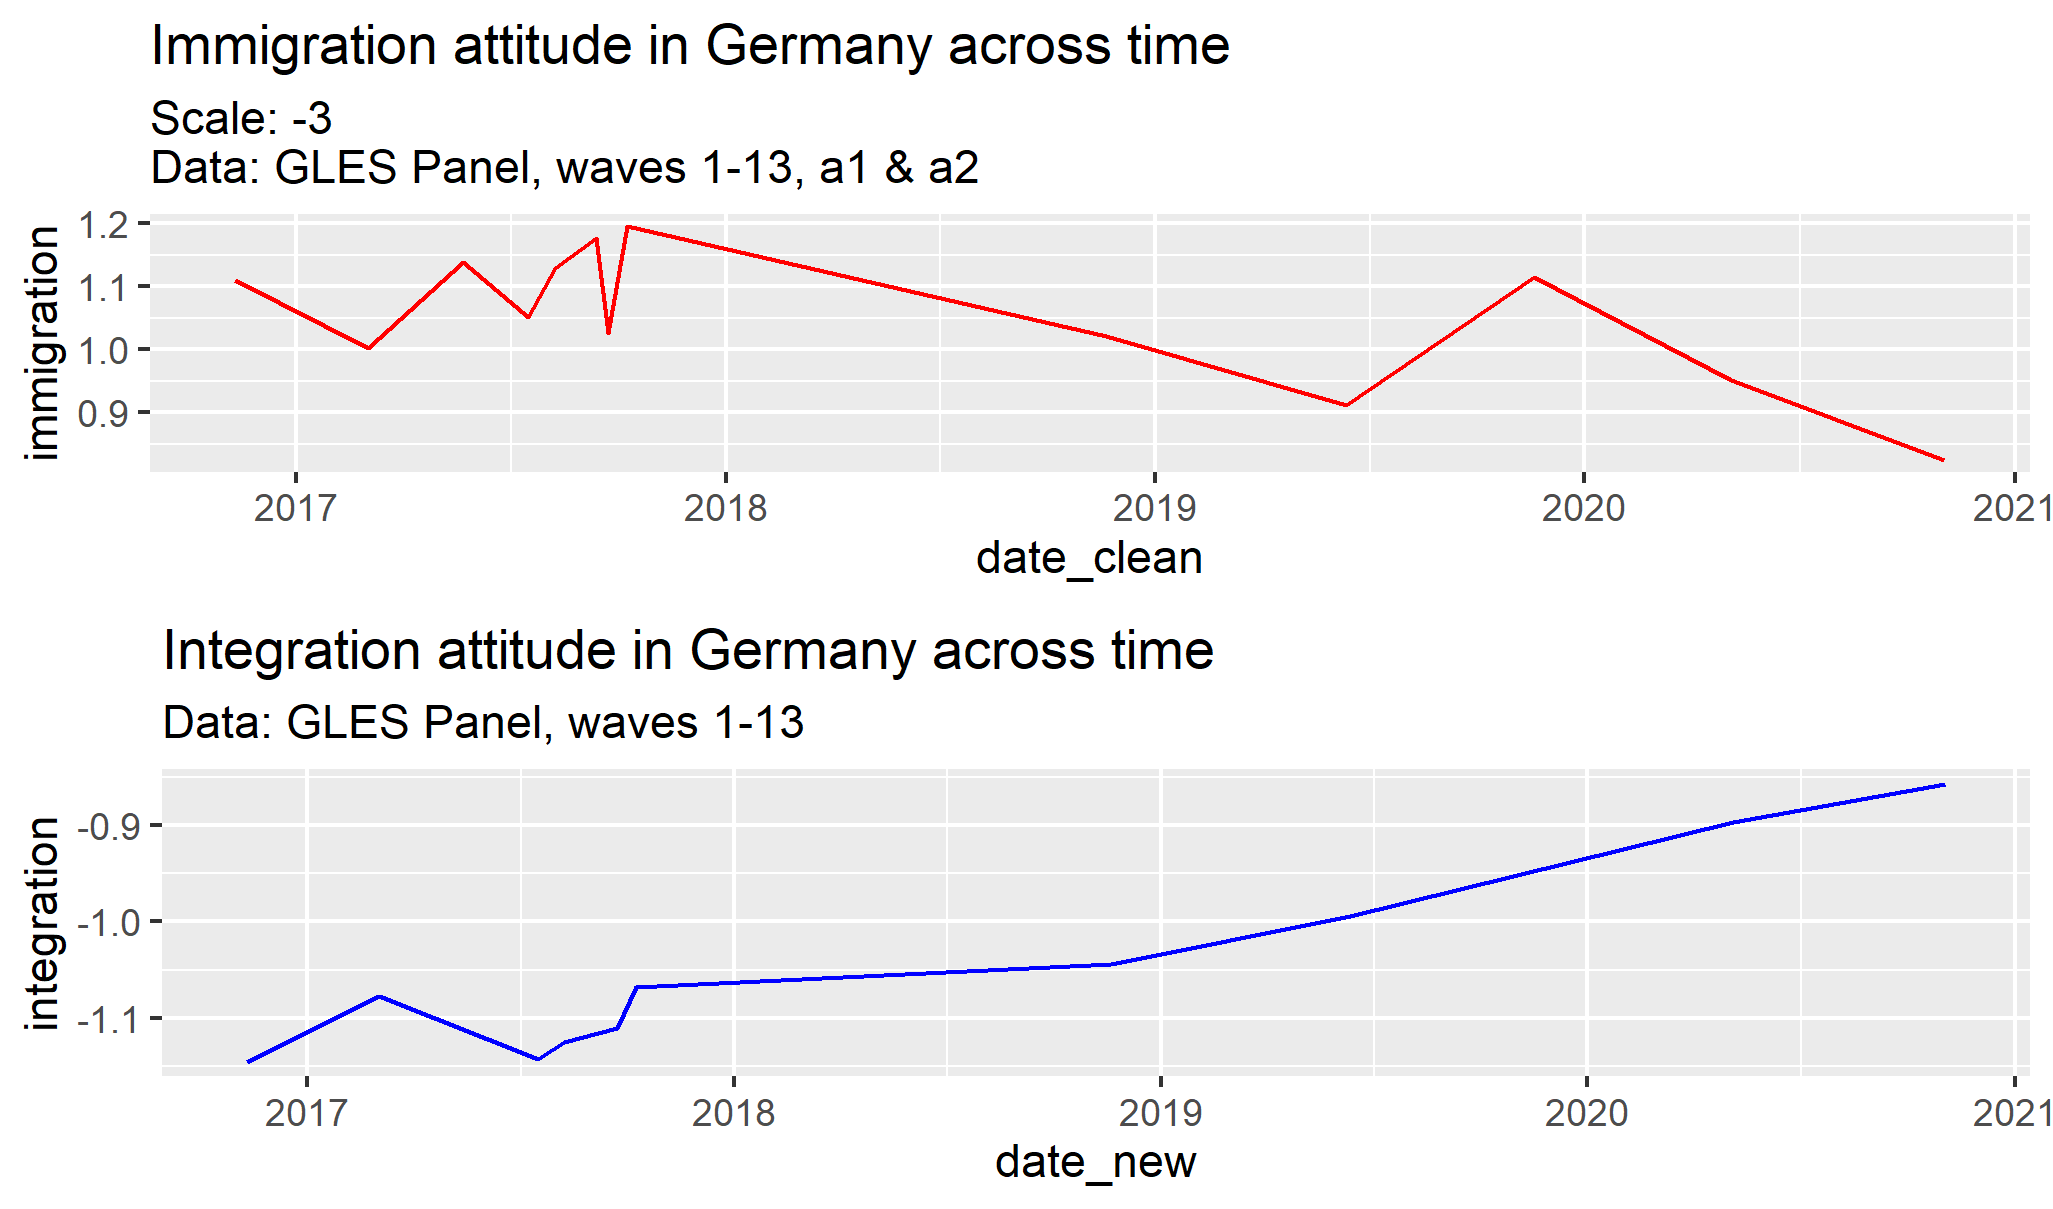 Immigration attitude in Germany across time
Scale: -3
Data: GLES Panel, waves 1-13, a1 & a2
immigration
1.2
1.1
1.0
0.9
2017 2018 2019 2020 2021
date_clean
Integration attitude in Germany across time
Data: GLES Panel, waves 1-13
integration
-0.9
-1.0
-1.1
2017 2018 2019 2020 2021
date_new